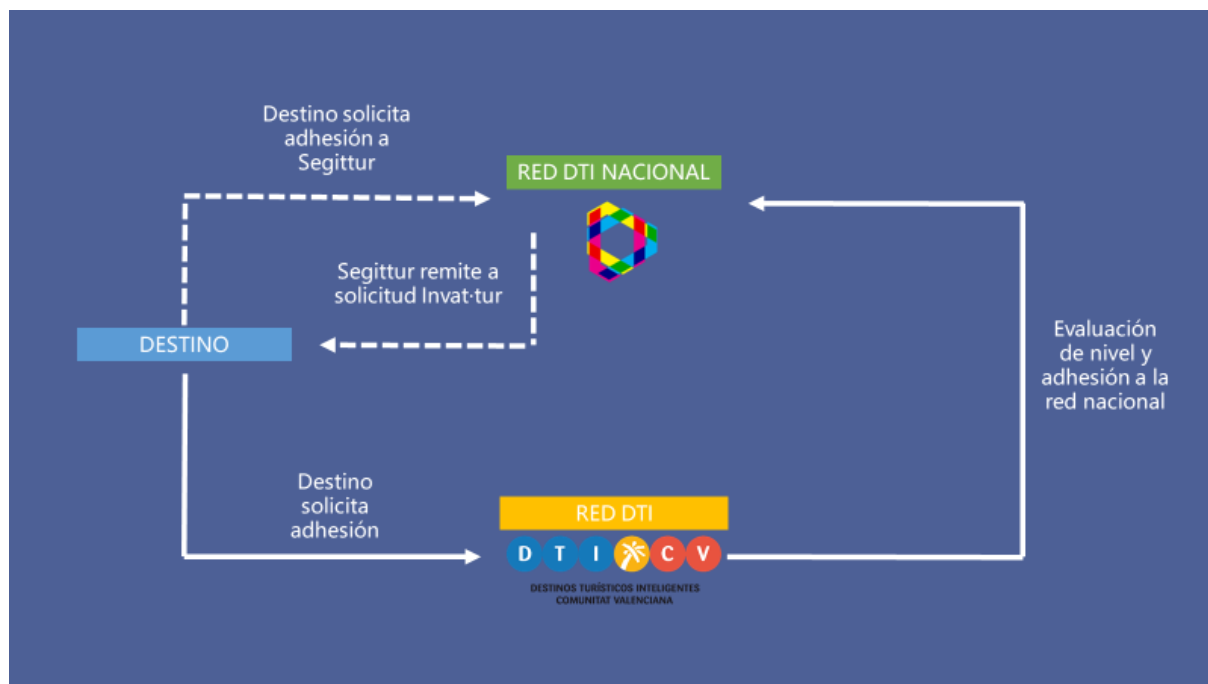 Destino solicita
adhesión a
Segittur
RED DTI NACIONAL
Segittur remite a
solicitud Invat·tur
DESTINO
Evaluación
de nivel y
adhesión a la
red nacional
Destino
solicita
adhesión
RED DTI
D T I C V
DESTINOS TURÍSTICOS INTELIGENTES
COMUNITAT VALENCIANA